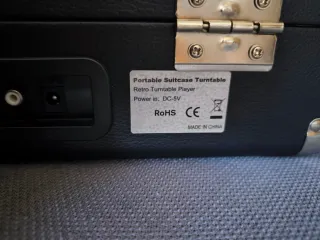 Portable Suitcase Turntable
Retro Turntable Player
Power in: DC-5V
RoHS CE
MADE IN CHINA